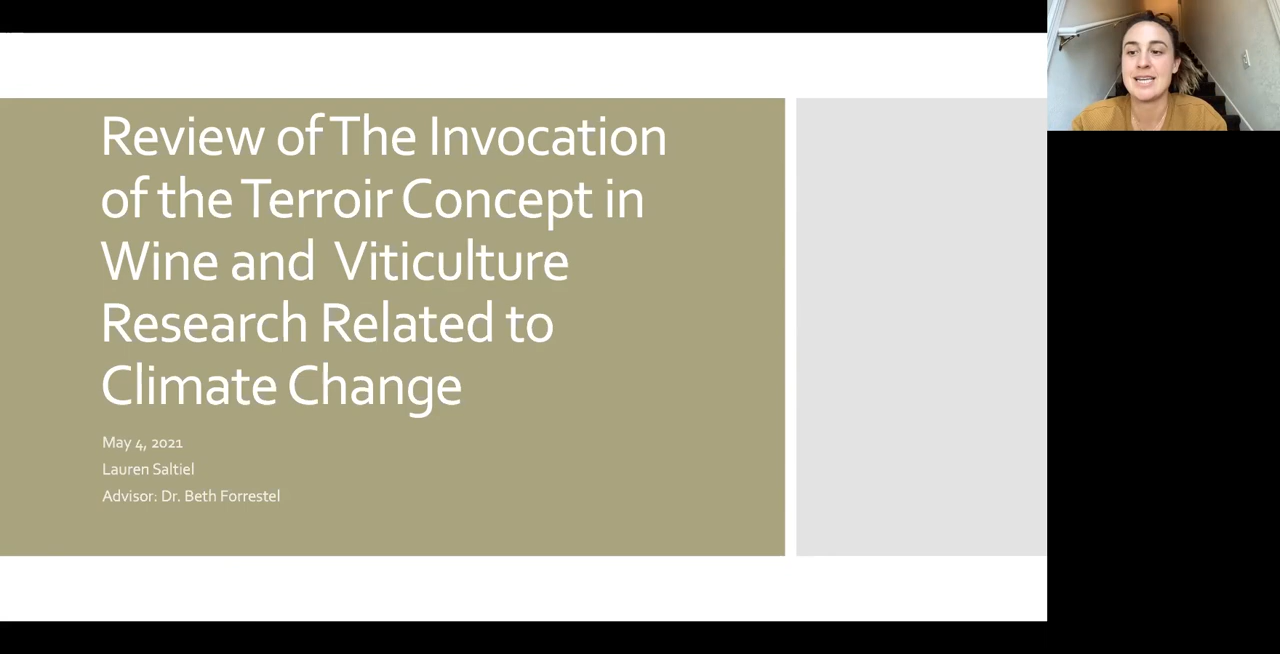 Review of The Invocation
of the Terroir Concept in
Wine and Viticulture
Research Related to
Climate Change
May 4, 2021
Lauren Saltiel
Advisor: Dr. Beth Forrestel